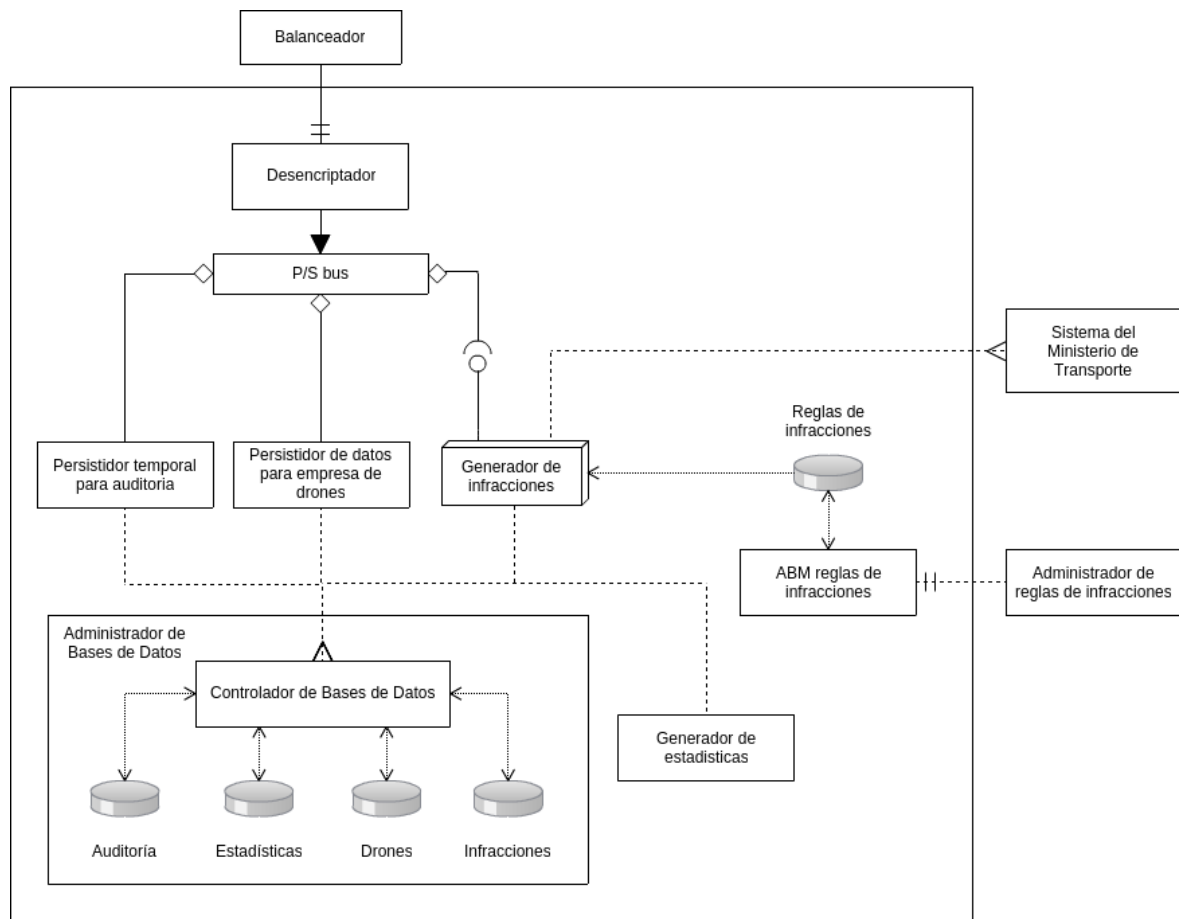 Balanceador
Desencriptador
P/S bus
Sistema del
Ministerio de
Transporte
Reglas de
infracciones
Persistidor temporal
para auditoria
Persistidor de datos
para empresa de
drones
Generador de
infracciones
ABM reglas de
infracciones
Administrador de
reglas de infracciones
Administrador de
Bases de Datos
Controlador de Bases de Datos
Generador de
estadisticas
Auditoría
Estadísticas
Drones
Infracciones